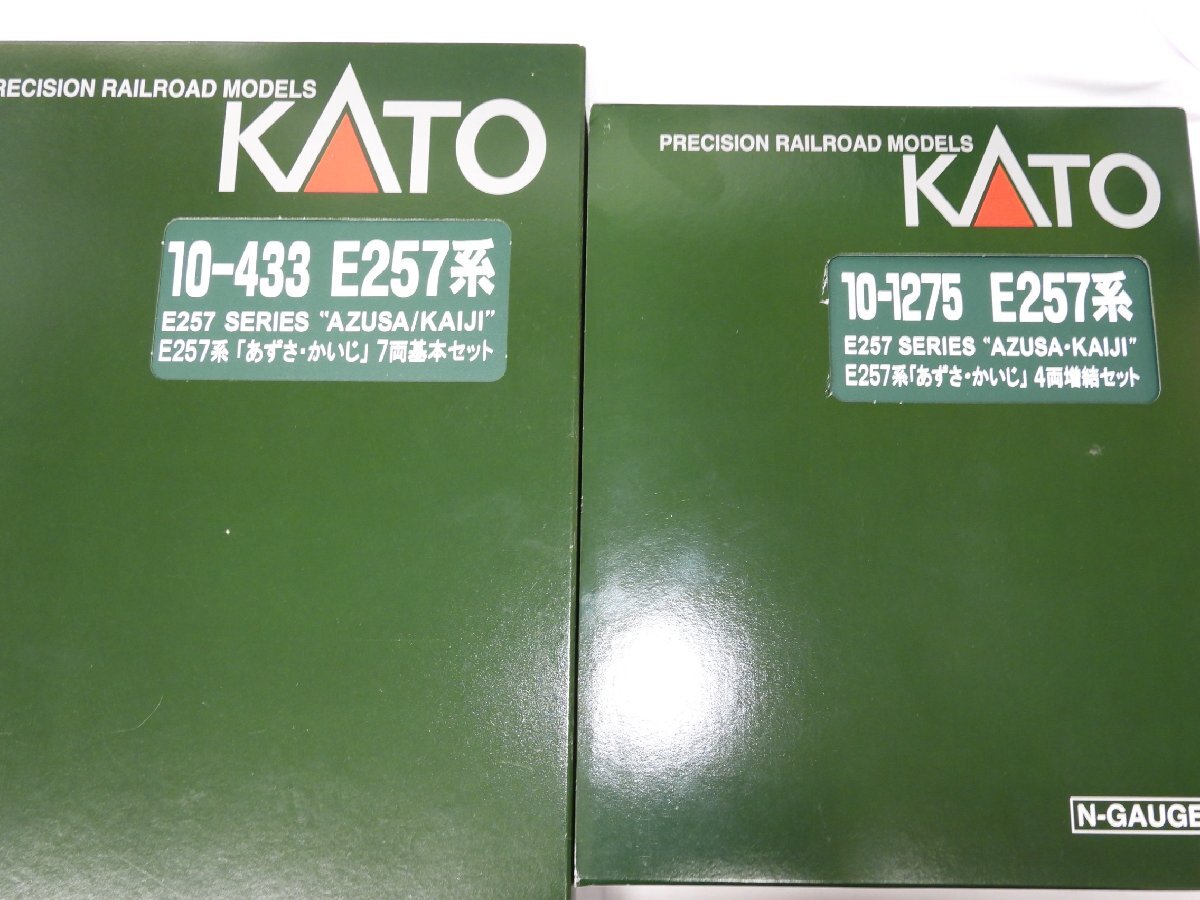 RECISION RAILROAD MODELS
KATO
10-433 E257系
E257 SERIES "AZUSA/KAIJI"
E257系「あずさ・かいじ」7両基本セット
PRECISION RAILROAD MODELS
KATO
10-1275 E257系
E257 SERIES "AZUSA・KAIJI"
E257系「あずさ・かいじ」4両増結セット
N-GAUGE